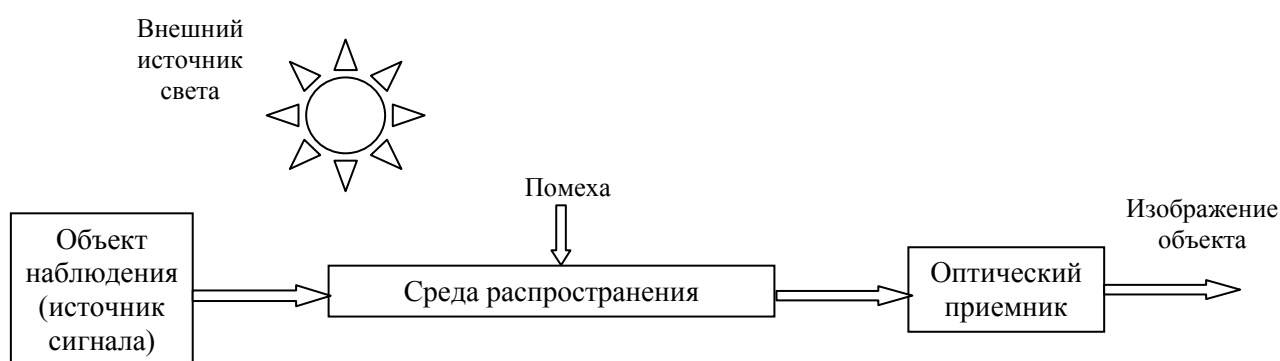 Внешний
источник
света
Помеха
Изображение
объекта
Объект
наблюдения
(источник
сигнала)
Среда распространения
Оптический
приемник